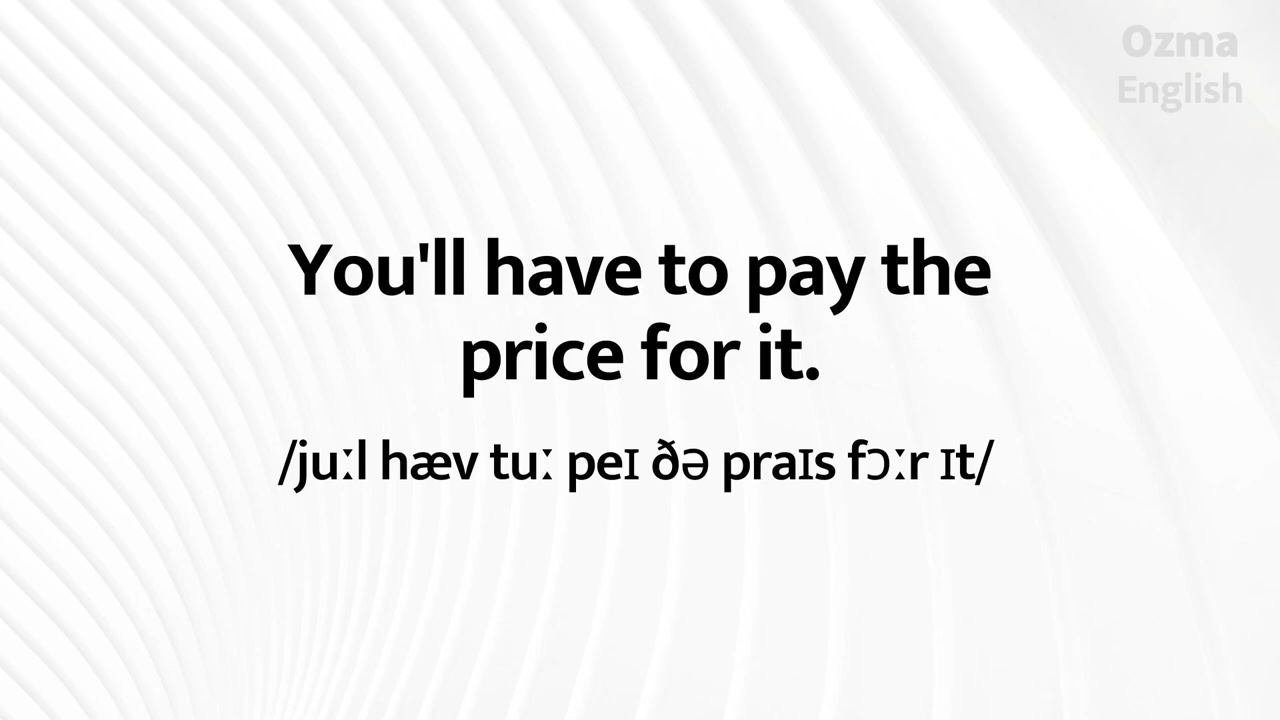 Ozma
English
You'll have to pay the
price for it.
/juːl hæv tuː peɪ ðə praɪs fɔːr ɪt/